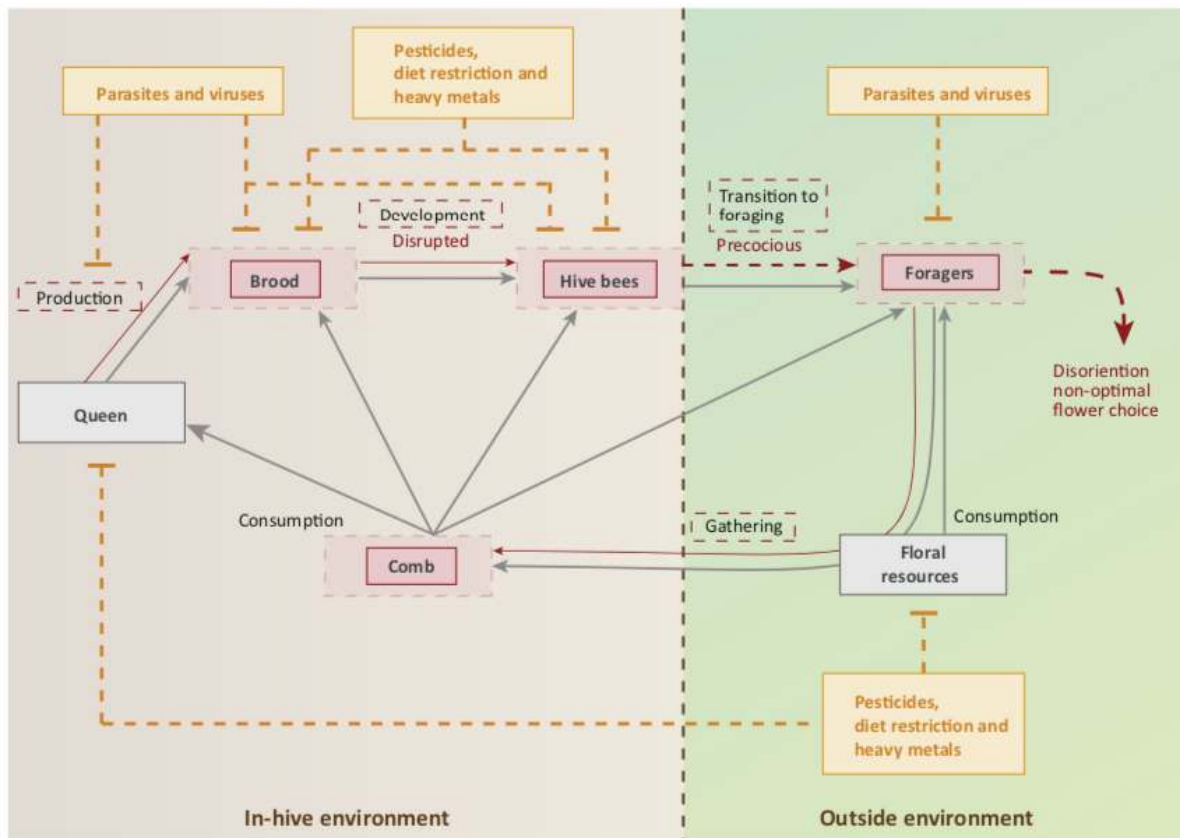 Pesticides,
diet restriction and
heavy metals
Parasites and viruses
Parasites and viruses
Development
Disrupted
Transition to
foraging
Precocious
Brood
Hive bees
Foragers
Production
Queen
Disoriention
non-optimal
flower choice
Consumption
Gathering
Consumption
Comb
Floral
resources
Pesticides,
diet restriction and
heavy metals
In-hive environment
Outside environment